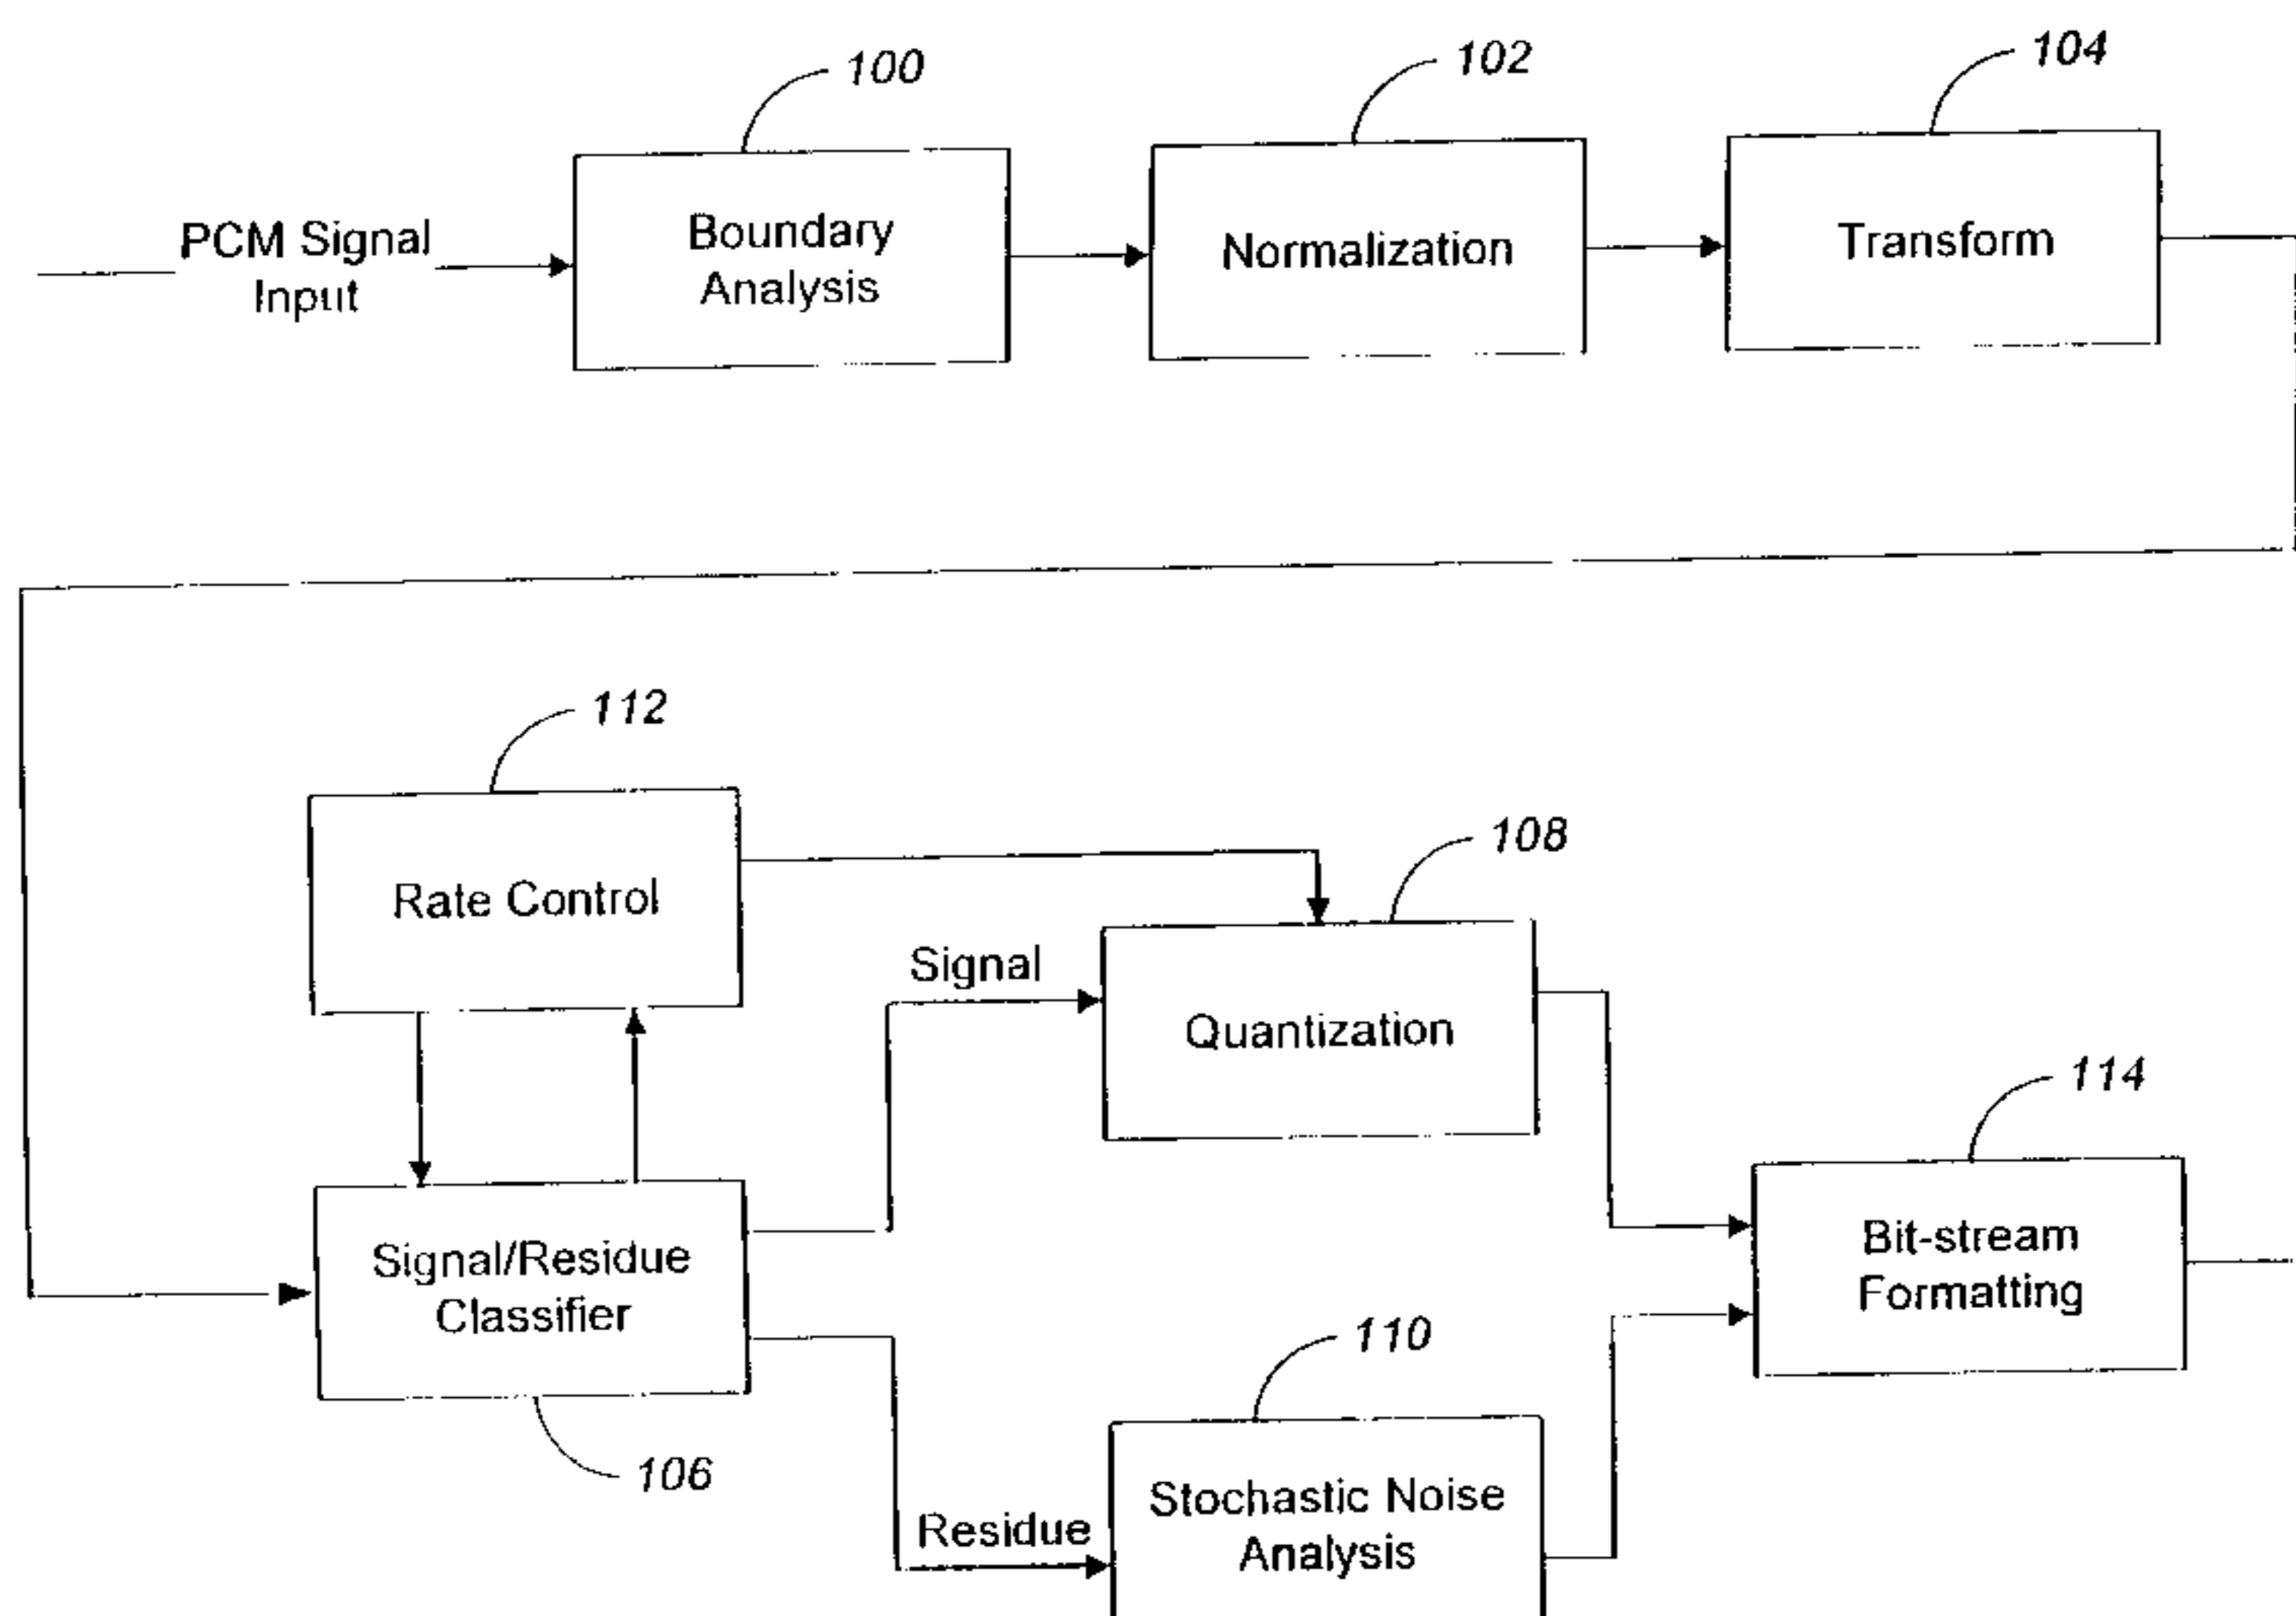 100
102
104
PCM Signal
Input
Boundary
Analysis
Normalization
Transform
112
Rate Control
108
Signal
Quantization
114
Bit-stream
Formatting
Signal/Residue
Classifier
106
110
Residue
Stochastic Noise
Analysis